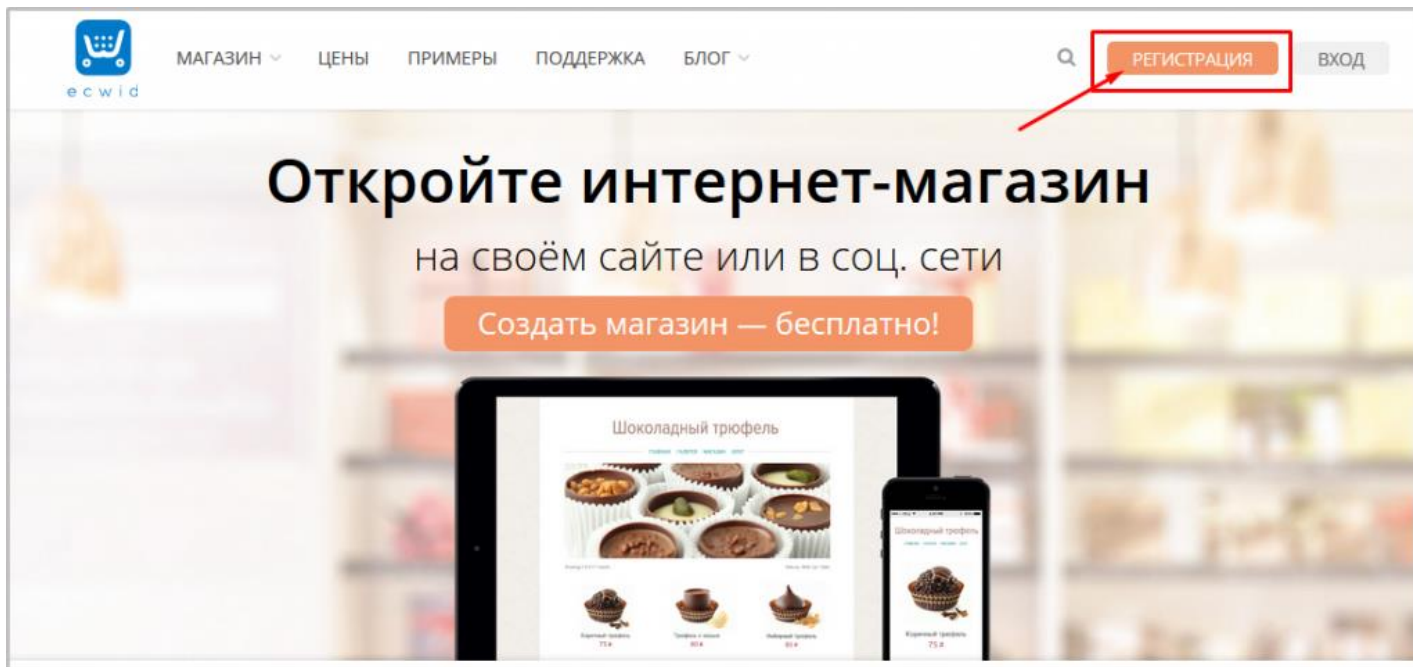 ecwid
МАГАЗИН
ЦЕНЫ
ПРИМЕРЫ
ПОДДЕРЖКА
БЛОГ
РЕГИСТРАЦИЯ
ВХОД
Откройте интернет-магазин
на своём сайте или в соц. сети
Создать магазин — бесплатно!
Шоколадный трюфель
Шоколадный трюфель